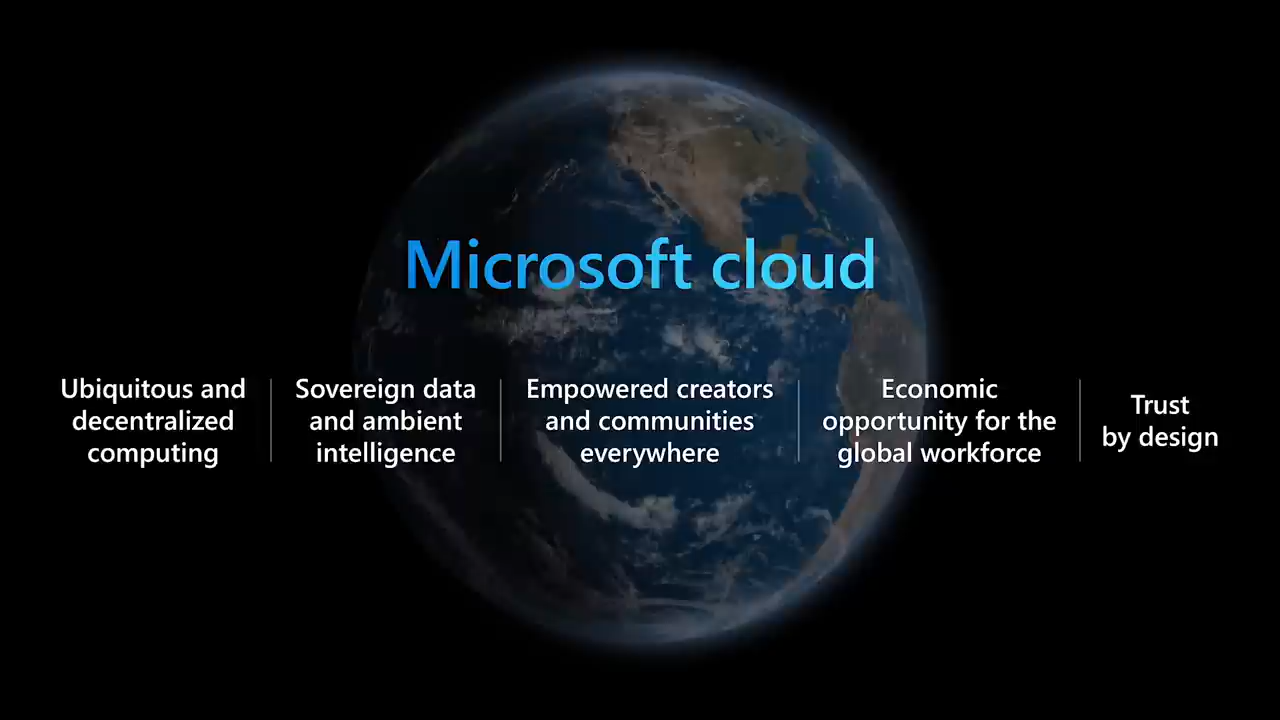 Microsoft cloud
Ubiquitous and
decentralized
computing
Sovereign data
and ambient
intelligence
Empowered creators
and communities
everywhere
Economic
opportunity for the
global workforce
Trust
by design